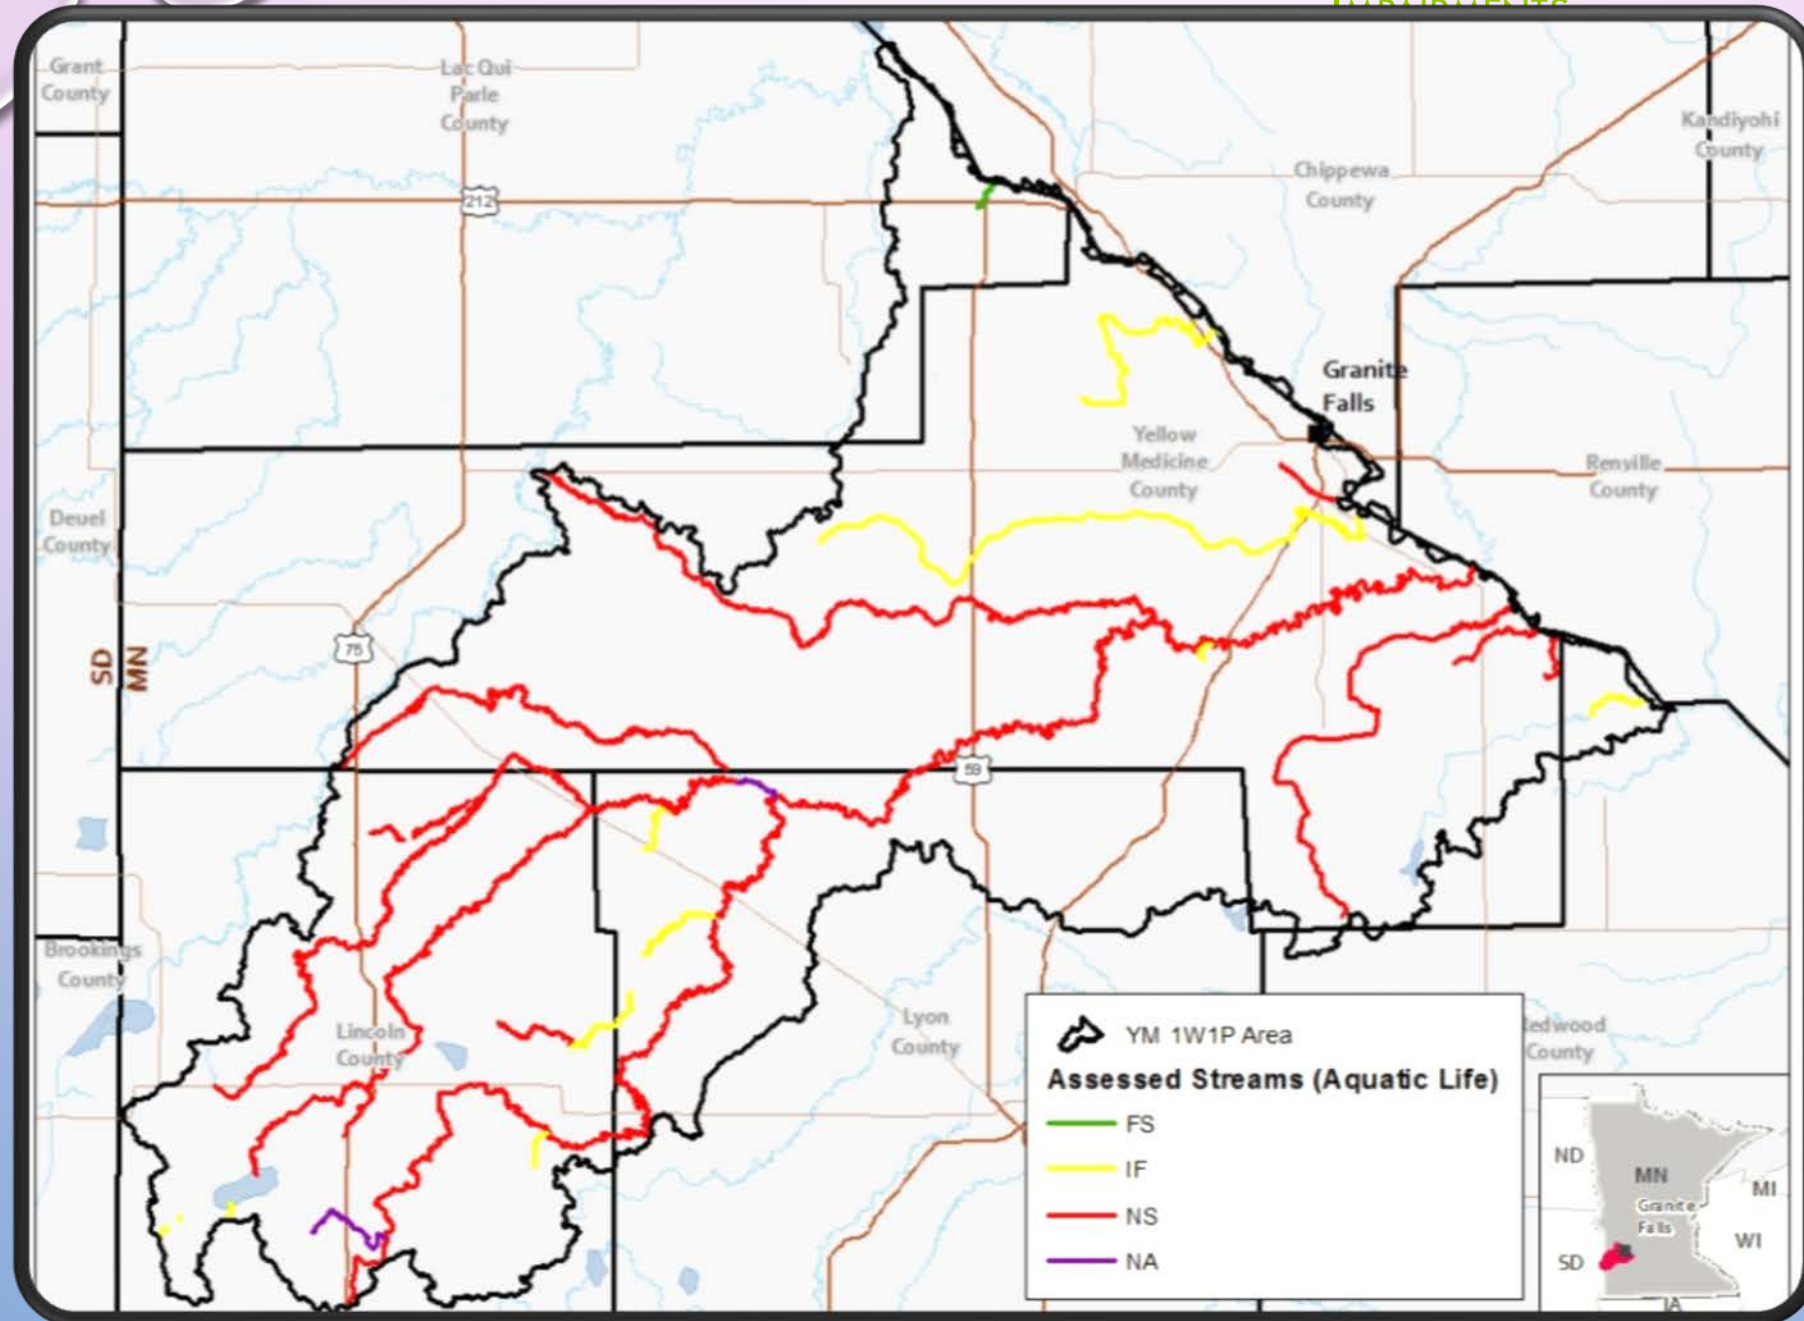 IMPAIRMENTS
Grant
County
Lac Qui
Parle
County
Kandiyohi
County
Chippewa
County
212
Granite
Falls
Yellow
Medicine
County
Renville
County
Deuel
County
SD
MN
75
59
Brookings
County
Lincoln
County
Lyon
County
Redwood
County
YM 1W1P Area
Assessed Streams (Aquatic Life)
FS
IF
NS
NA
ND
MN
MI
Granite
Falls
WI
SD
IA